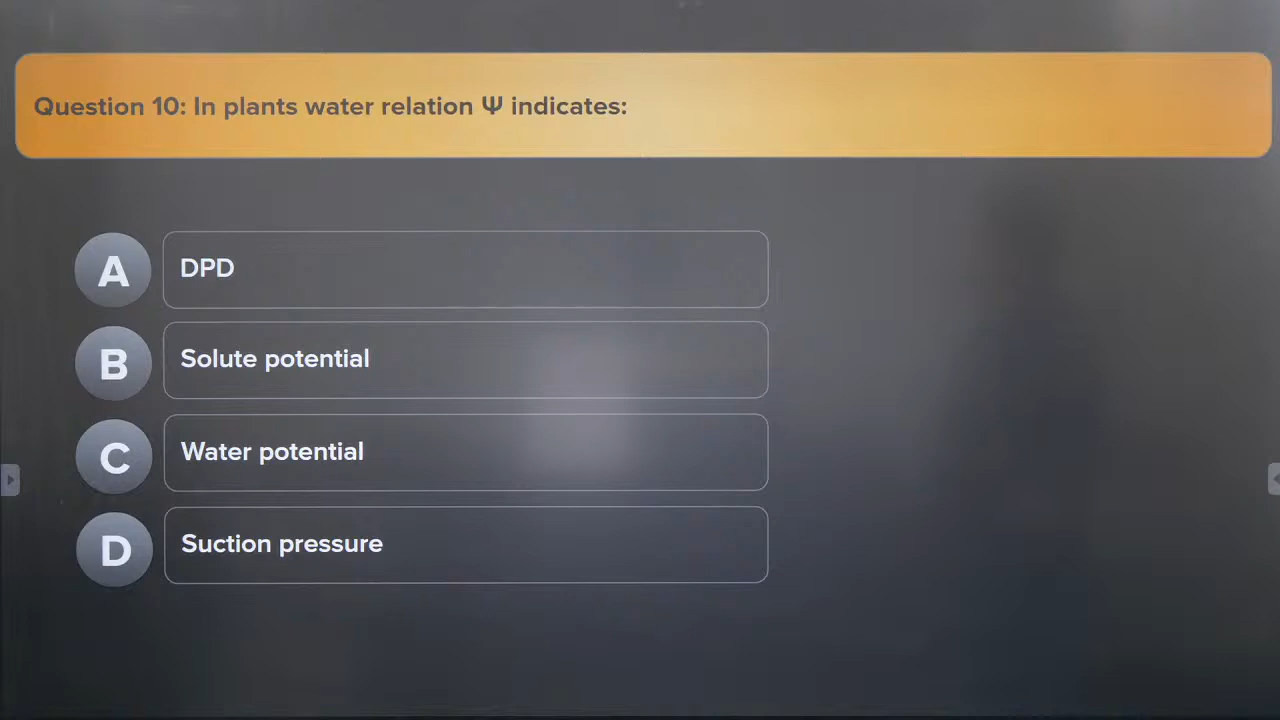 Question 10: In plants water relation Ψ indicates:
A DPD
B Solute potential
C Water potential
D Suction pressure